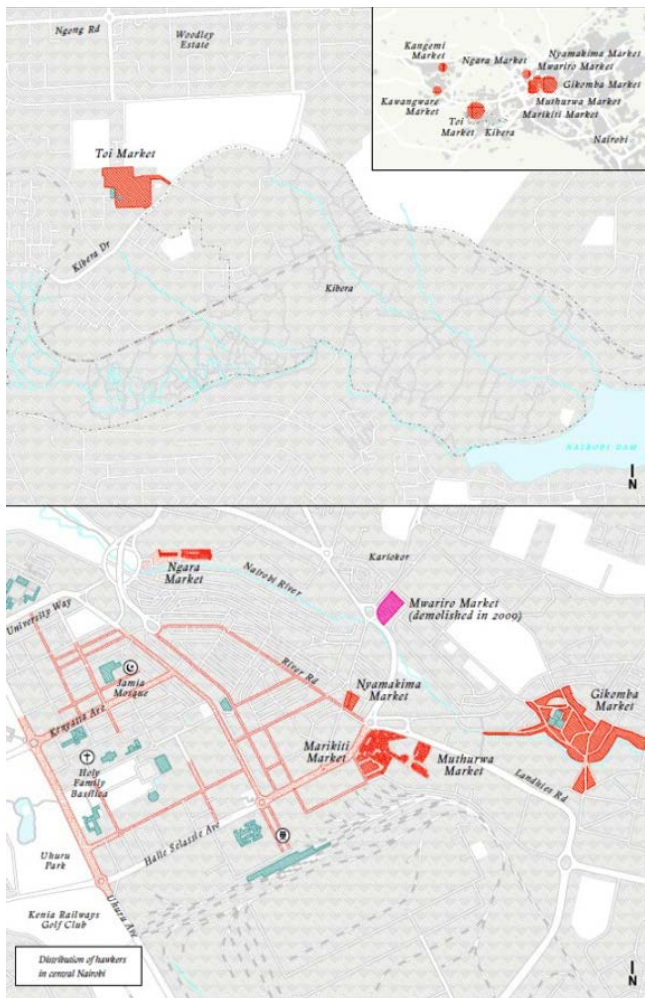 Ngong Rd
Woodley
Estate
Toi Market
Kibera Dr
Kibera
NAIROBI DAM
N
Kangemi
Market
Ngara Market
Nyamakima Market
Mwariro Market
Gikomba Market
Kawangware
Market
Toi
Market
Kibera
Muthurwa Market
Marikiti Market
Nairobi
Ngara
Market
Nairobi River
Kariokor
Mwariro Market
(demolished in 2009)
University Way
Jamia
Mosque
River Rd
Nyamakima
Market
Gikomba
Market
Kenyatta Ave
Marikiti
Market
Muthurwa
Market
Holy
Family
Basilica
Landhies Rd
Haile Selassie Ave
Uhuru
Park
Uhuru Ave
Kenia Railways
Golf Club
Distribution of hawkers
in central Nairobi
N